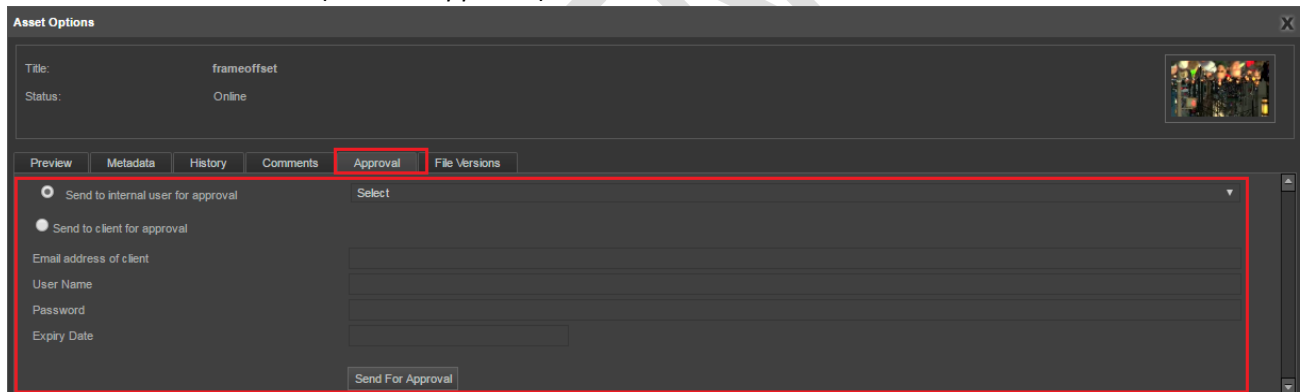 Asset Options X
Title: frameoffset
Status: Online
Preview Metadata History Comments Approval File Versions
Send to internal user for approval Select
Send to client for approval
Email address of client
User Name
Password
Expiry Date
Send For Approval